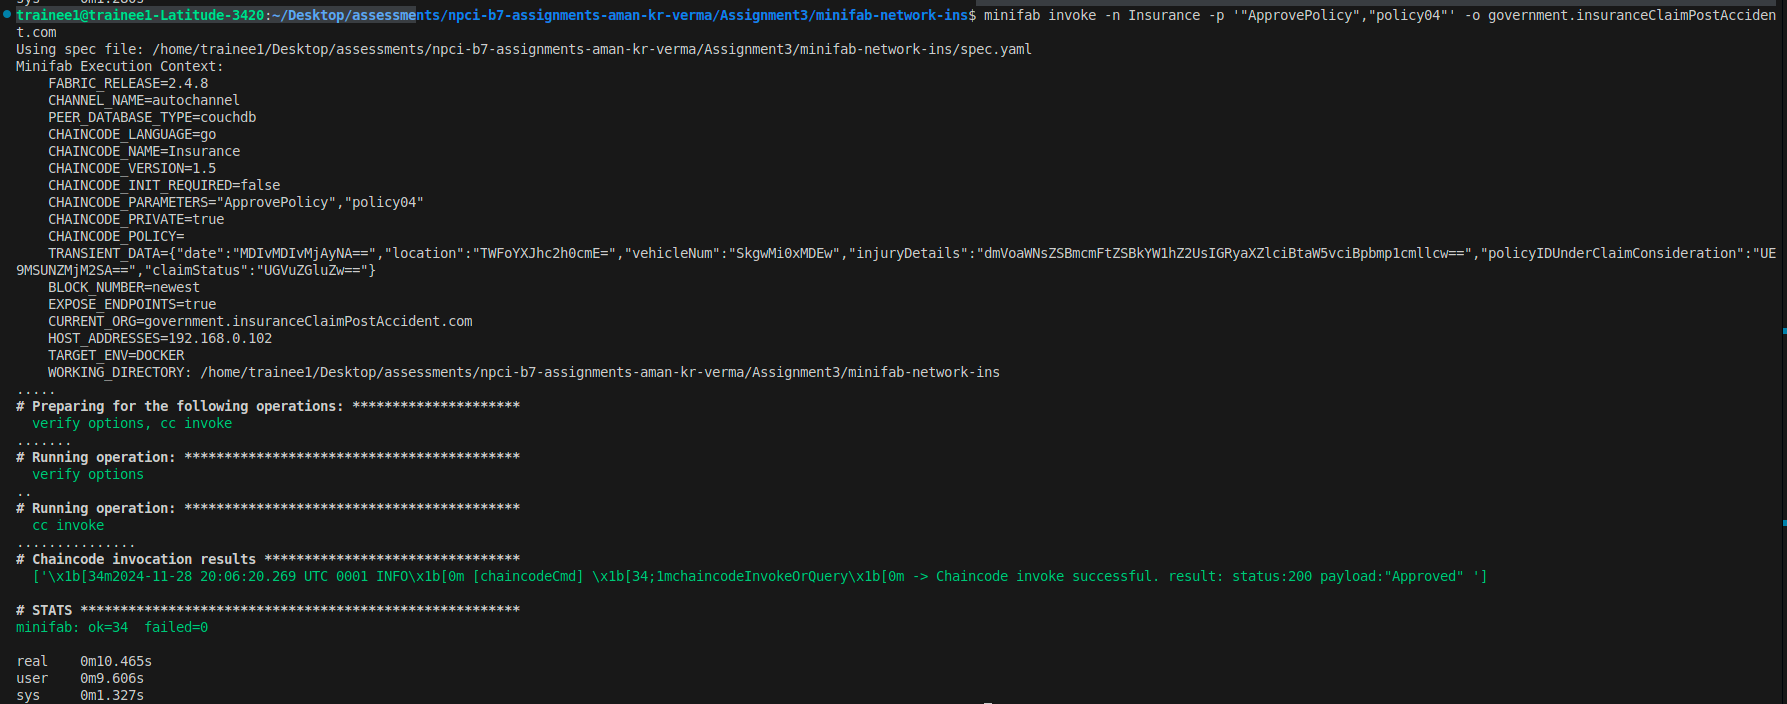 sys     0m1.280s
trainee1@trainee1-Latitude-3420:~/Desktop/assessments/npci-b7-assignments-aman-kr-verma/Assignment3/minifab-network-ins$ minifab invoke -n Insurance -p '"ApprovePolicy","policy04"' -o government.insuranceClaimPostAcciden
t.com
Using spec file: /home/trainee1/Desktop/assessments/npci-b7-assignments-aman-kr-verma/Assignment3/minifab-network-ins/spec.yaml
Minifab Execution Context:
    FABRIC_RELEASE=2.4.8
    CHANNEL_NAME=autochannel
    PEER_DATABASE_TYPE=couchdb
    CHAINCODE_LANGUAGE=go
    CHAINCODE_NAME=Insurance
    CHAINCODE_VERSION=1.5
    CHAINCODE_INIT_REQUIRED=false
    CHAINCODE_PARAMETERS="ApprovePolicy","policy04"
    CHAINCODE_PRIVATE=true
    CHAINCODE_POLICY=
    TRANSIENT_DATA={"date":"MDIvMDIvMjAyNA==","location":"TWFoYXJhc2h0cmE=","vehicleNum":"SkgwMi0xMDEw","injuryDetails":"dmVoaWNsZSBmcmFtZSBkYW1hZ2UsIGRyaXZlciBtaW5vciBpbmp1cmllcw==","policyIDUnderClaimConsideration":"UE
9MSUNZMjM2SA==","claimStatus":"UGVuZGluZw=="}
    BLOCK_NUMBER=newest
    EXPOSE_ENDPOINTS=true
    CURRENT_ORG=government.insuranceClaimPostAccident.com
    HOST_ADDRESSES=192.168.0.102
    TARGET_ENV=DOCKER
    WORKING_DIRECTORY: /home/trainee1/Desktop/assessments/npci-b7-assignments-aman-kr-verma/Assignment3/minifab-network-ins
.....
# Preparing for the following operations: *********************
  verify options, cc invoke
.......
# Running operation: ******************************************
  verify options
..
# Running operation: ******************************************
  cc invoke
...............
# Chaincode invocation results ********************************
  ['\x1b[34m2024-11-28 20:06:20.269 UTC 0001 INFO\x1b[0m [chaincodeCmd] \x1b[34;1mchaincodeInvokeOrQuery\x1b[0m -> Chaincode invoke successful. result: status:200 payload:"Approved" ']
# STATS *******************************************************
minifab: ok=34  failed=0
real    0m10.465s
user    0m9.606s
sys     0m1.327s